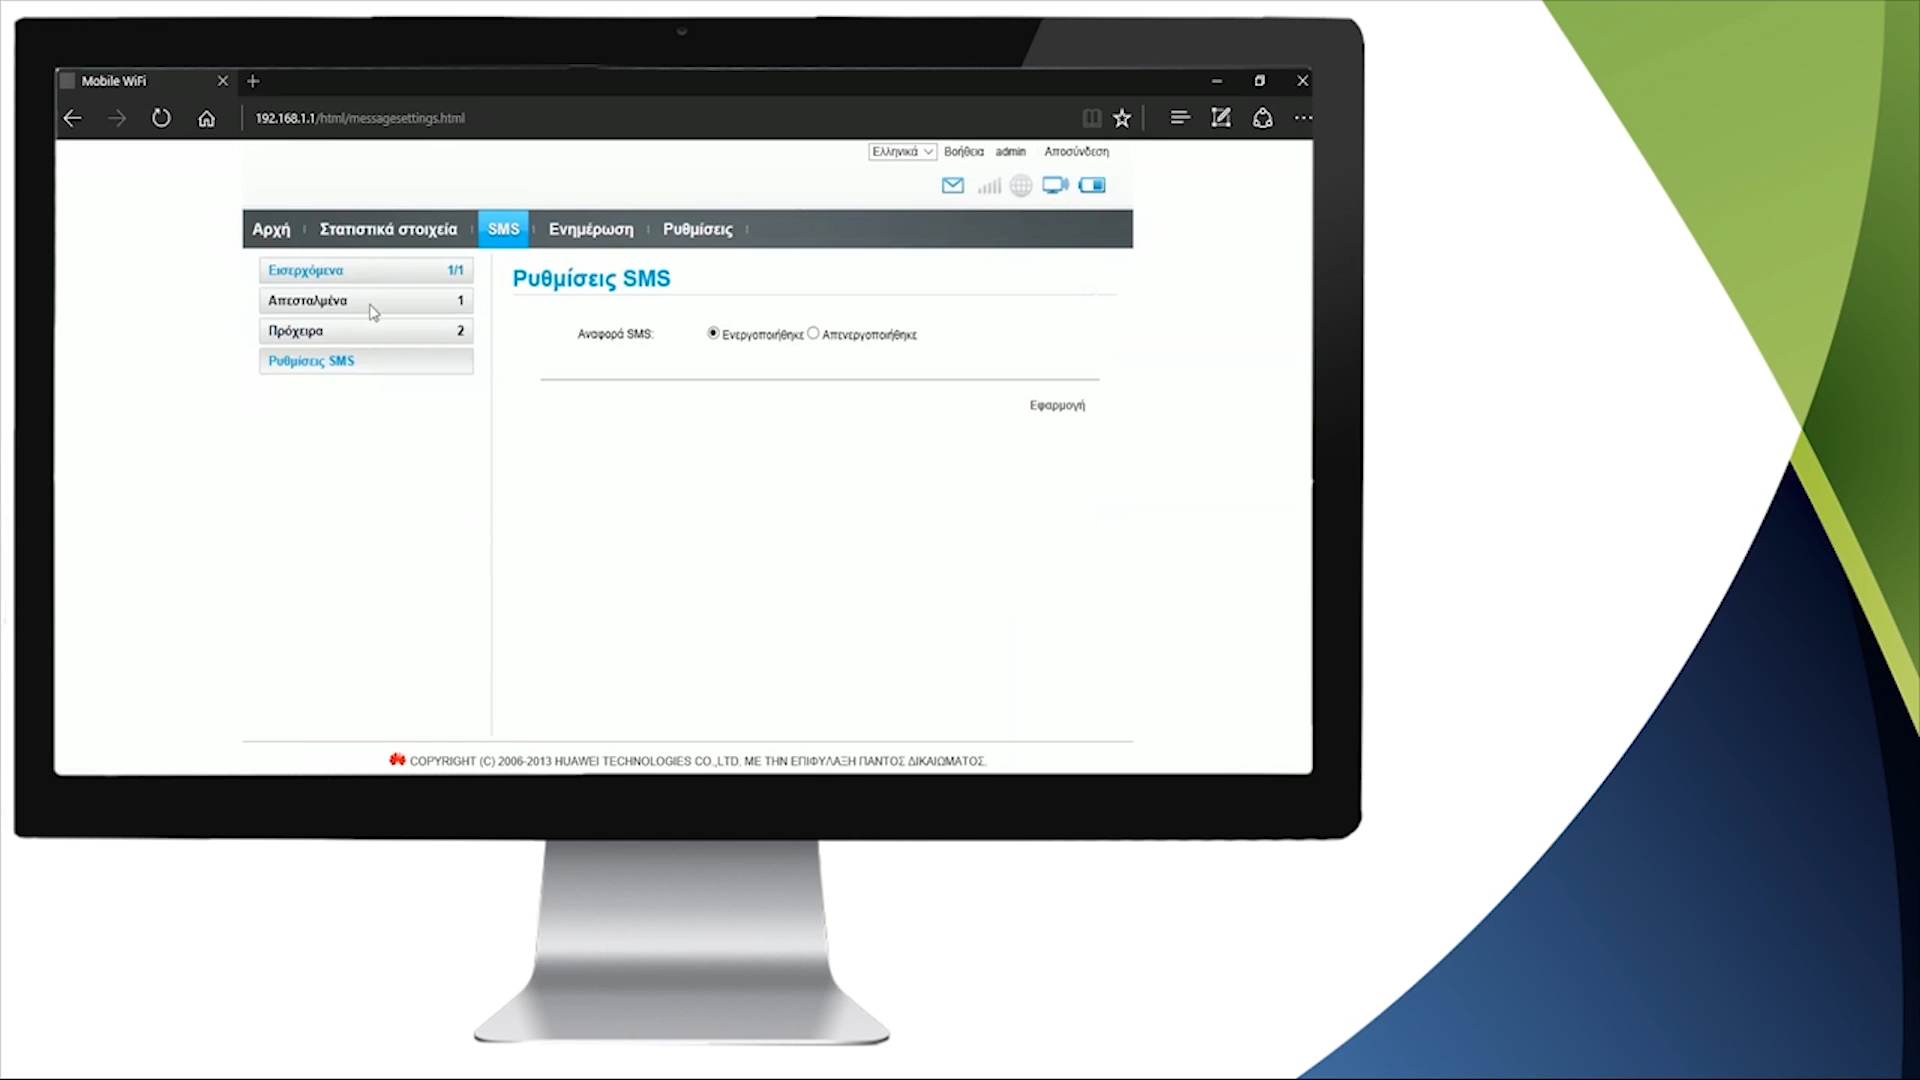 Mobile WiFi
192.168.1.1/html/messagesettings.html
Ελληνικά Βοήθεια admin Αποσύνδεση
Αρχή Στατιστικά στοιχεία SMS Ενημέρωση Ρυθμίσεις
Εισερχόμενα 1/1
Απεσταλμένα 1
Πρόχειρα 2
Ρυθμίσεις SMS
Ρυθμίσεις SMS
Αναφορά SMS: Ενεργοποιήθηκε Απενεργοποιήθηκε
Εφαρμογή
COPYRIGHT (C) 2006-2013 HUAWEI TECHNOLOGIES CO.,LTD. ΜΕ ΤΗΝ ΕΠΙΦΥΛΑΞΗ ΠΑΝΤΟΣ ΔΙΚΑΙΩΜΑΤΟΣ.